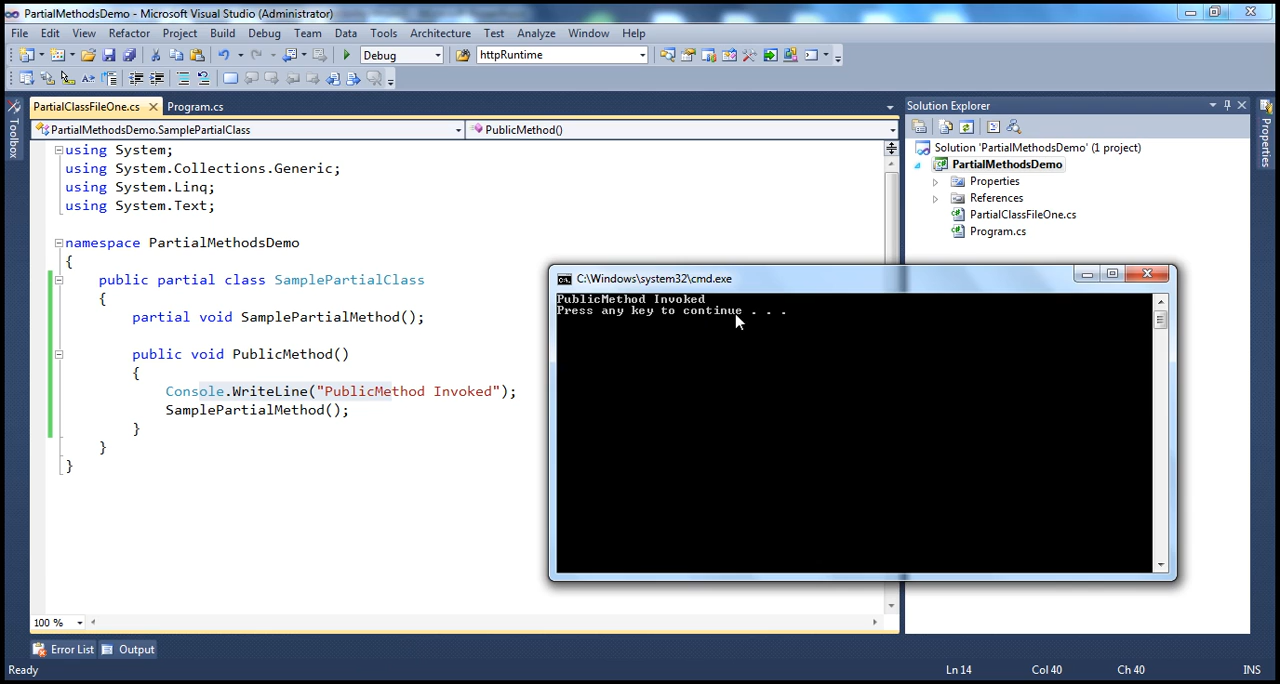 PartialMethodsDemo - Microsoft Visual Studio (Administrator)
File Edit View Refactor Project Build Debug Team Data Tools Architecture Test Analyze Window Help
Debug httpRuntime
PartialClassFileOne.cs Program.cs
PartialMethodsDemo.SamplePartialClass PublicMethod()
Toolbox
using System;
using System.Collections.Generic;
using System.Linq;
using System.Text;
namespace PartialMethodsDemo
{
public partial class SamplePartialClass
{
partial void SamplePartialMethod();
public void PublicMethod()
{
Console.WriteLine("PublicMethod Invoked");
SamplePartialMethod();
}
}
}
100 %
Solution Explorer
Solution 'PartialMethodsDemo' (1 project)
PartialMethodsDemo
Properties
References
PartialClassFileOne.cs
Program.cs
Properties
C:\Windows\system32\cmd.exe
PublicMethod Invoked
Press any key to continue . . .
Error List Output
Ready Ln 14 Col 40 Ch 40 INS